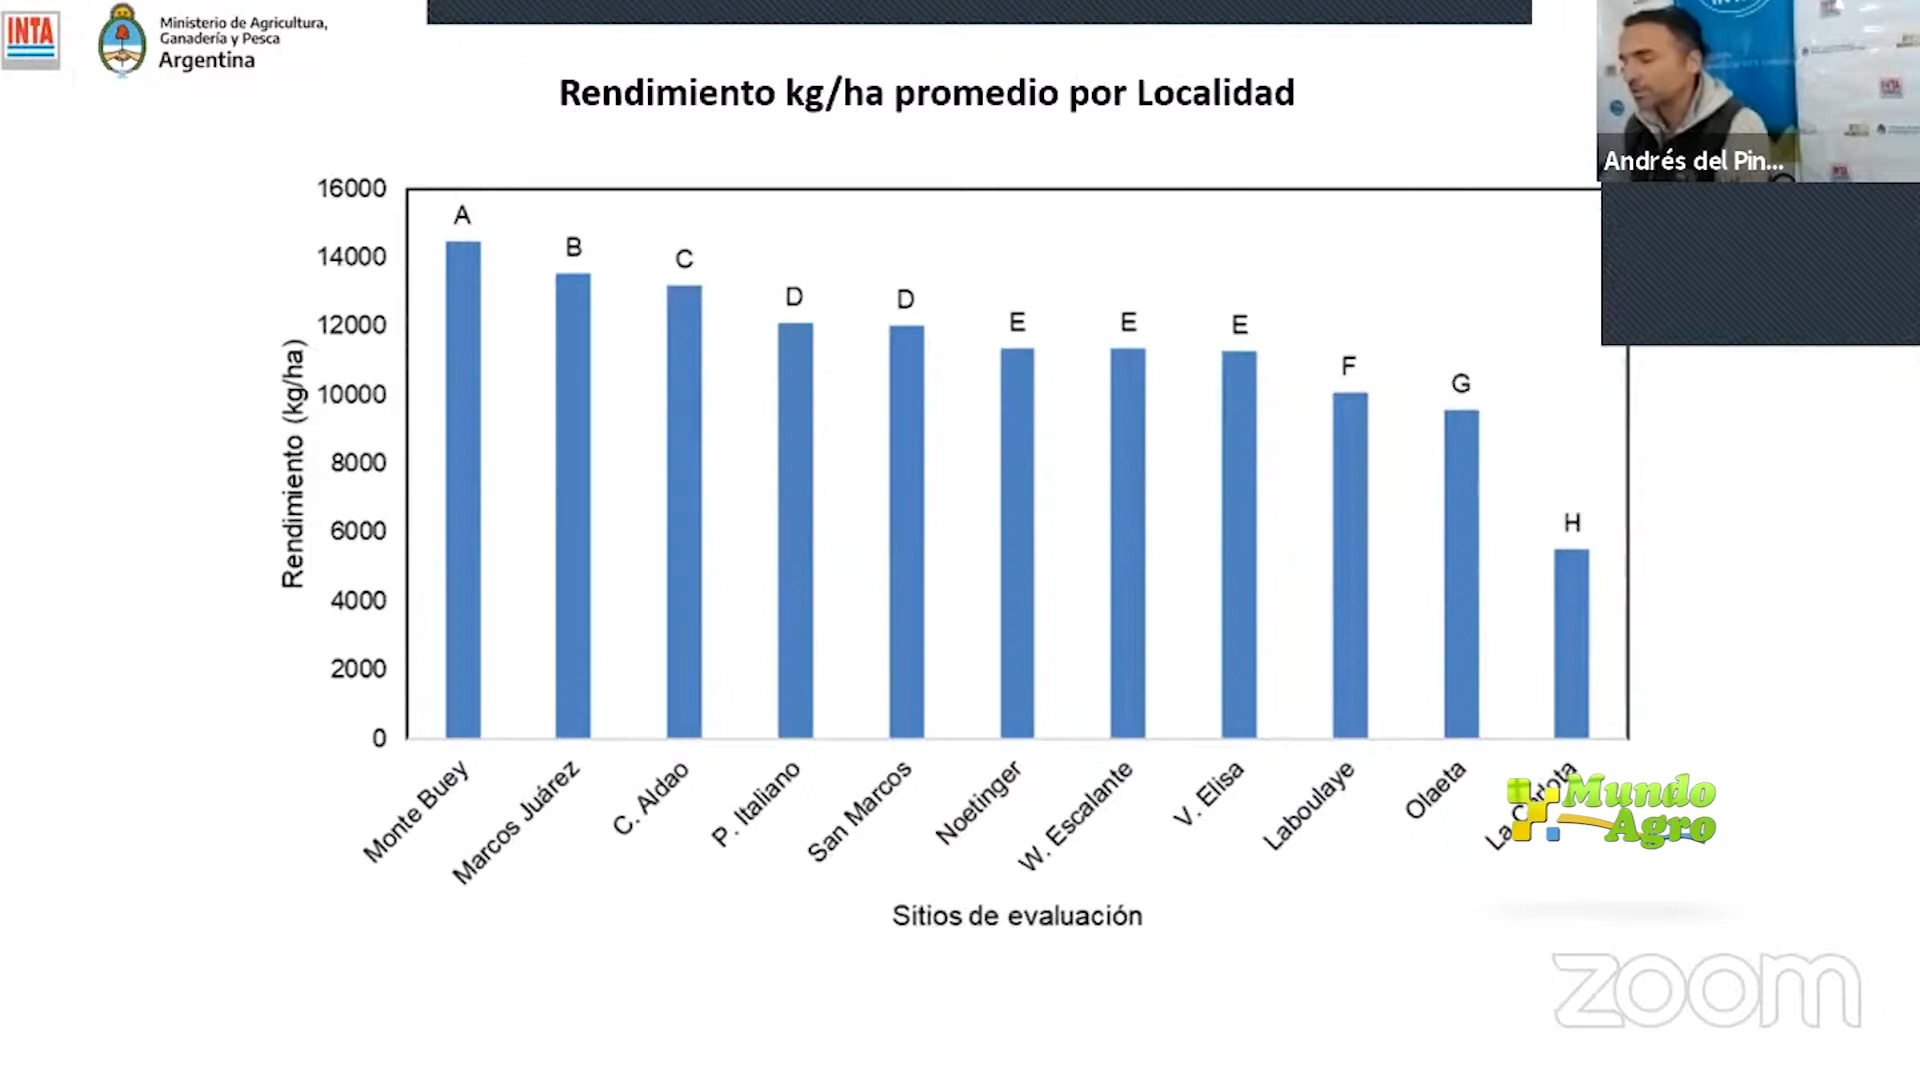 INTA
Ministerio de Agricultura,
Ganadería y Pesca
Argentina
Rendimiento kg/ha promedio por Localidad
Andrés del Pin...
Rendimiento (kg/ha)
16000
14000
12000
10000
8000
6000
4000
2000
0
A
B
C
D
D
E
E
E
F
G
H
Monte Buey
Marcos Juárez
C. Aldao
P. Italiano
San Marcos
Noetinger
W. Escalante
V. Elisa
Laboulaye
Olaeta
La Carlota
Sitios de evaluación
Mundo
Agro
zoom